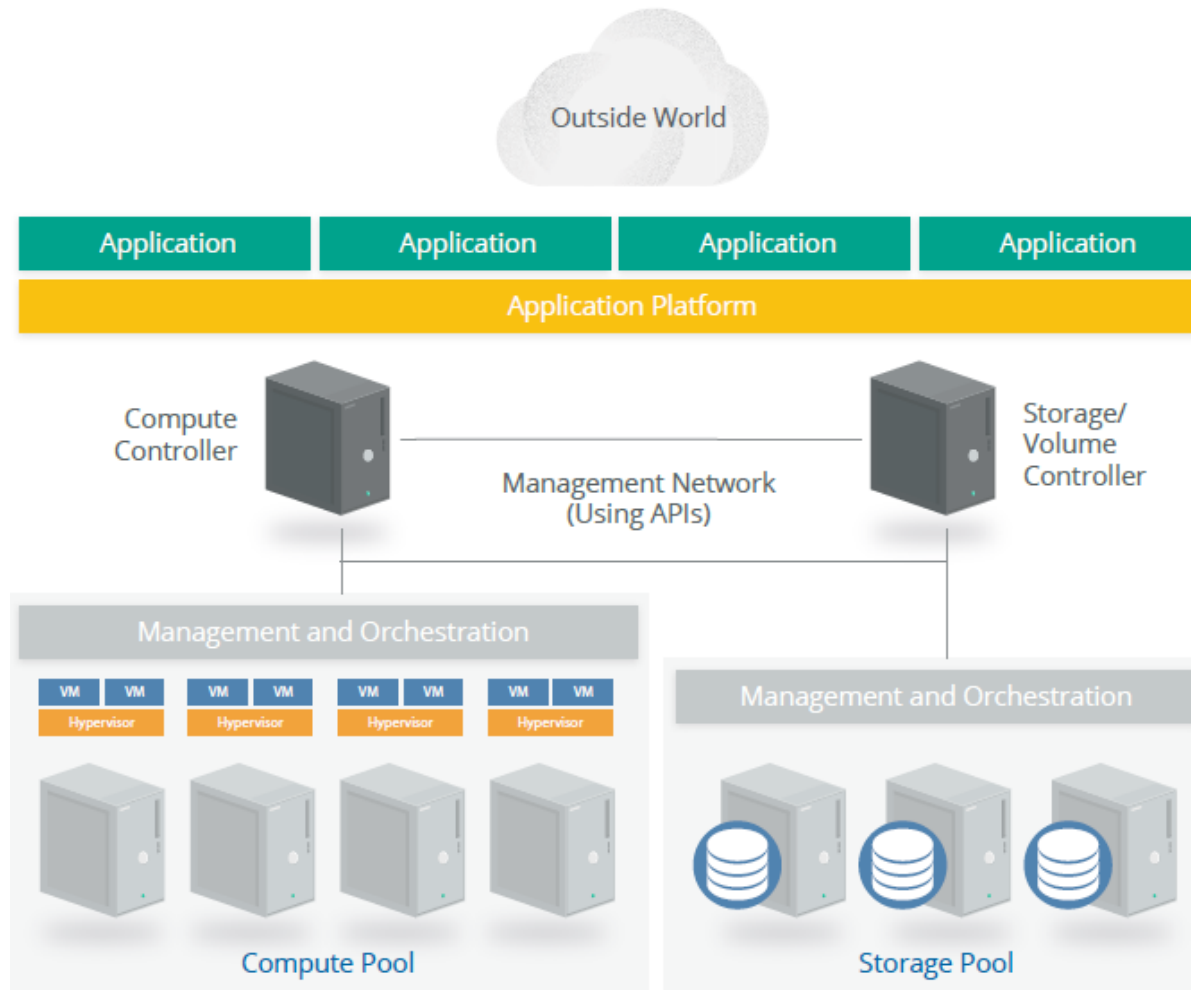 Outside World
Application
Application
Application
Application
Application Platform
Compute
Controller
Storage/
Volume
Controller
Management Network
(Using APIs)
Management and Orchestration
VM VM VM VM VM VM VM VM
Hypervisor Hypervisor Hypervisor Hypervisor
Compute Pool
Management and Orchestration
Storage Pool